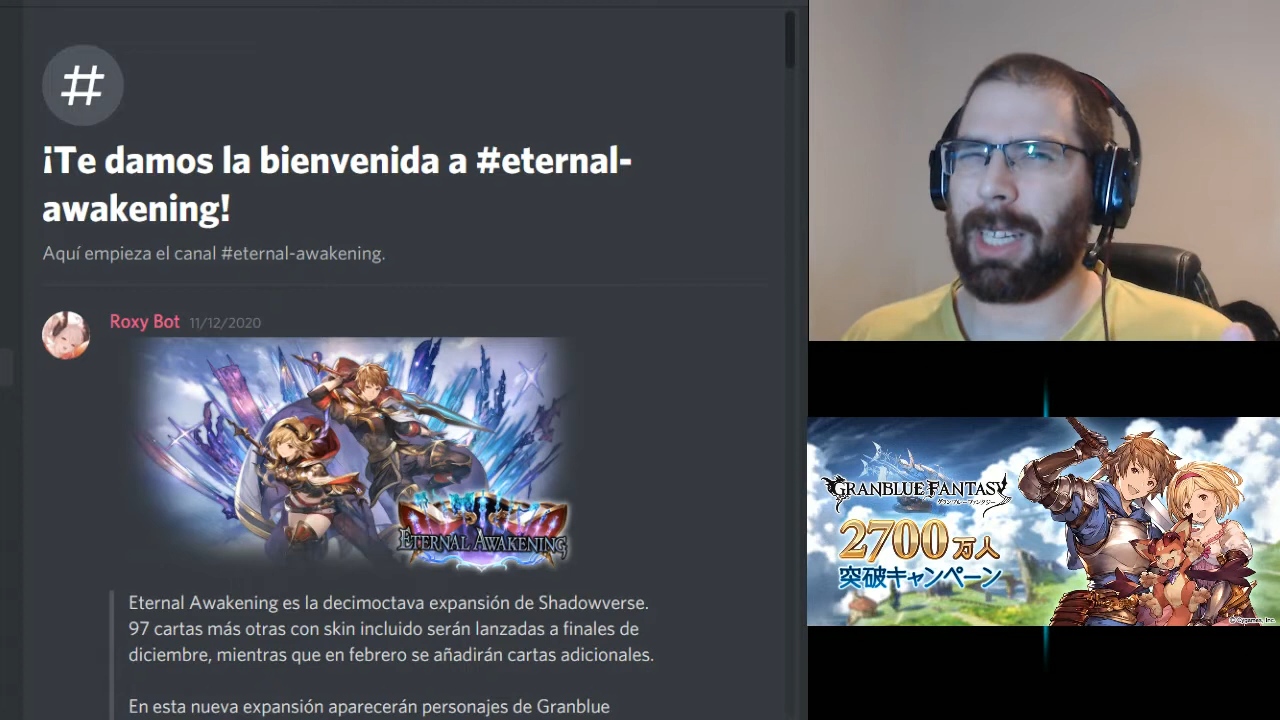 #
¡Te damos la bienvenida a #eternal-
awakening!
Aquí empieza el canal #eternal-awakening.
Roxy Bot 11/12/2020
ETERNAL AWAKENING
Eternal Awakening es la decimoctava expansión de Shadowverse.
97 cartas más otras con skin incluido serán lanzadas a finales de
diciembre, mientras que en febrero se añadirán cartas adicionales.
En esta nueva expansión aparecerán personajes de Granblue
GRANBLUE FANTASY
グランブルーファンタジー
2700万人
突破キャンペーン
© Cygames, Inc.